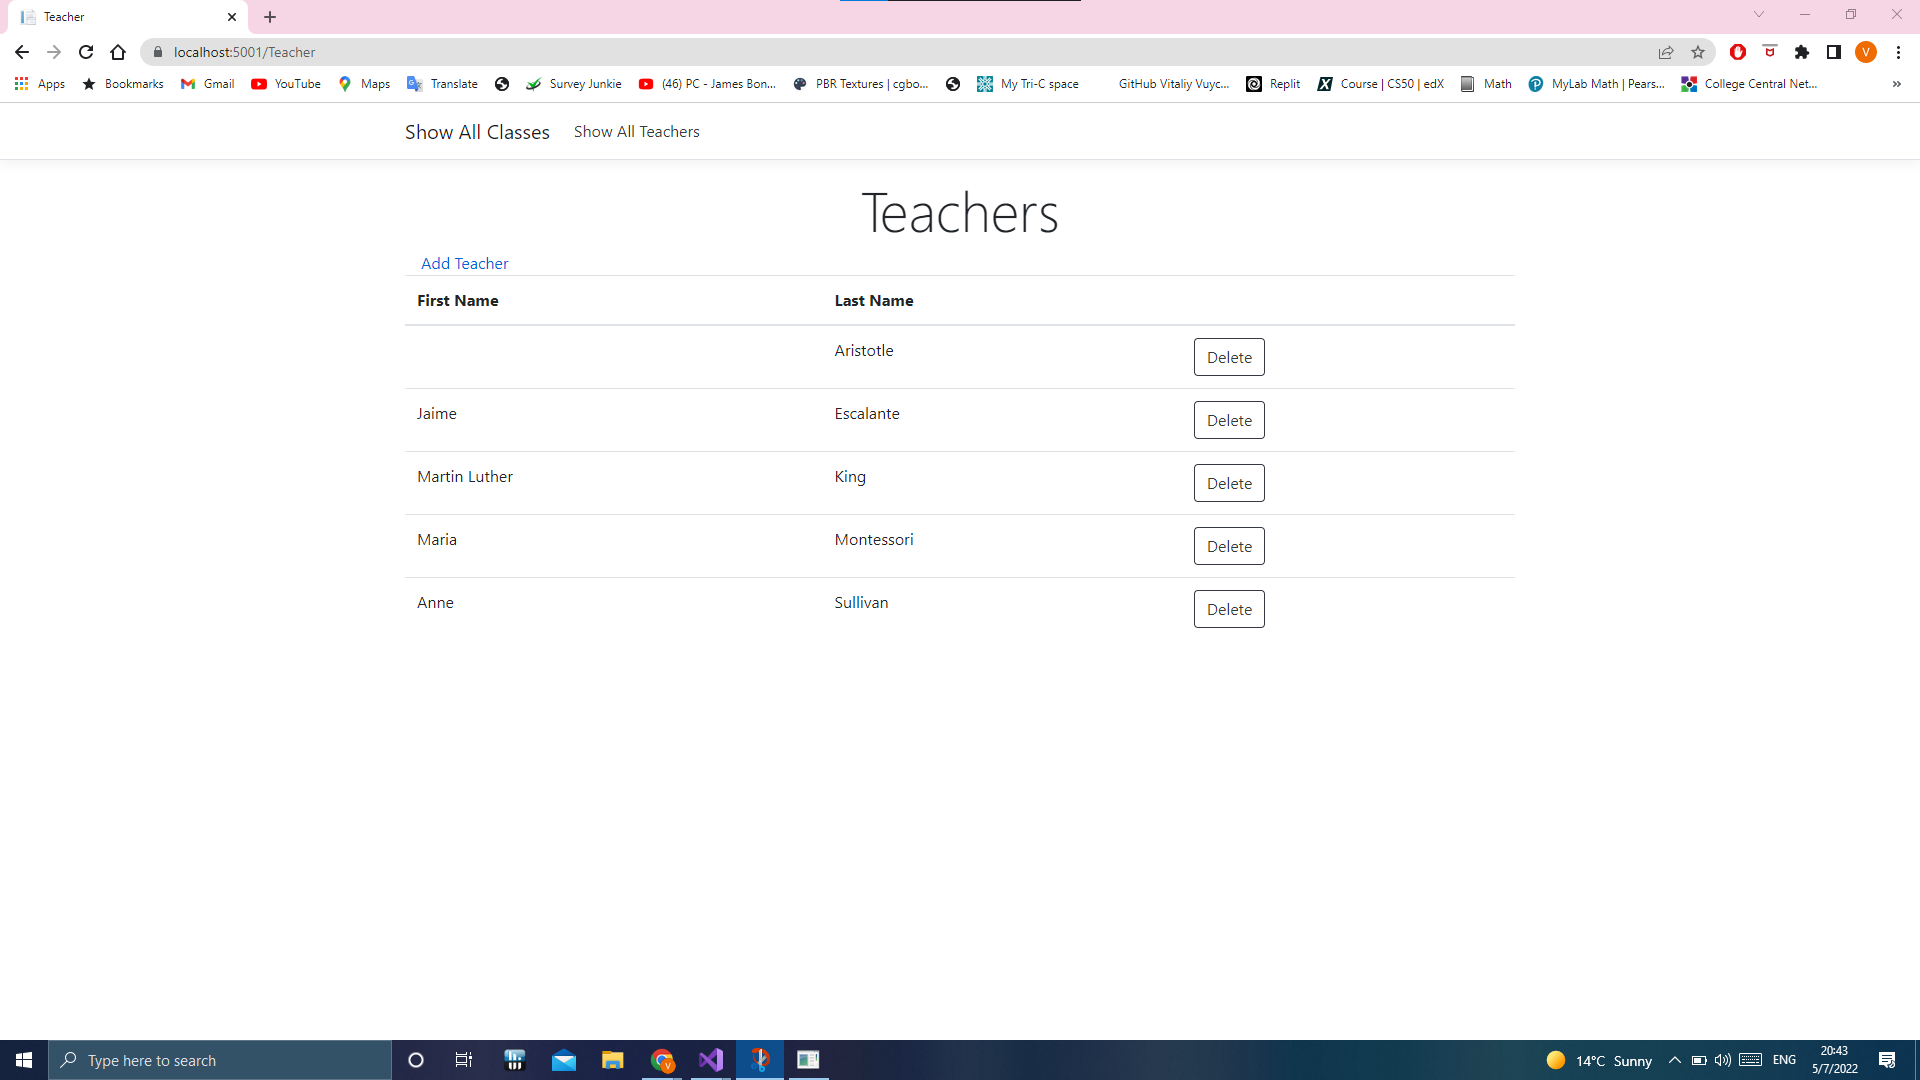 Teacher
localhost:5001/Teacher
Apps Bookmarks Gmail YouTube Maps Translate Survey Junkie (46) PC - James Bon... PBR Textures | cgbo... My Tri-C space GitHub Vitaliy Vuyc... Replit Course | CS50 | edX Math MyLab Math | Pears... College Central Net... »
Show All Classes Show All Teachers
Teachers
Add Teacher
First Name Last Name
Aristotle Delete
Jaime Escalante Delete
Martin Luther King Delete
Maria Montessori Delete
Anne Sullivan Delete
Type here to search
14°C Sunny
ENG
20:43
5/7/2022
V